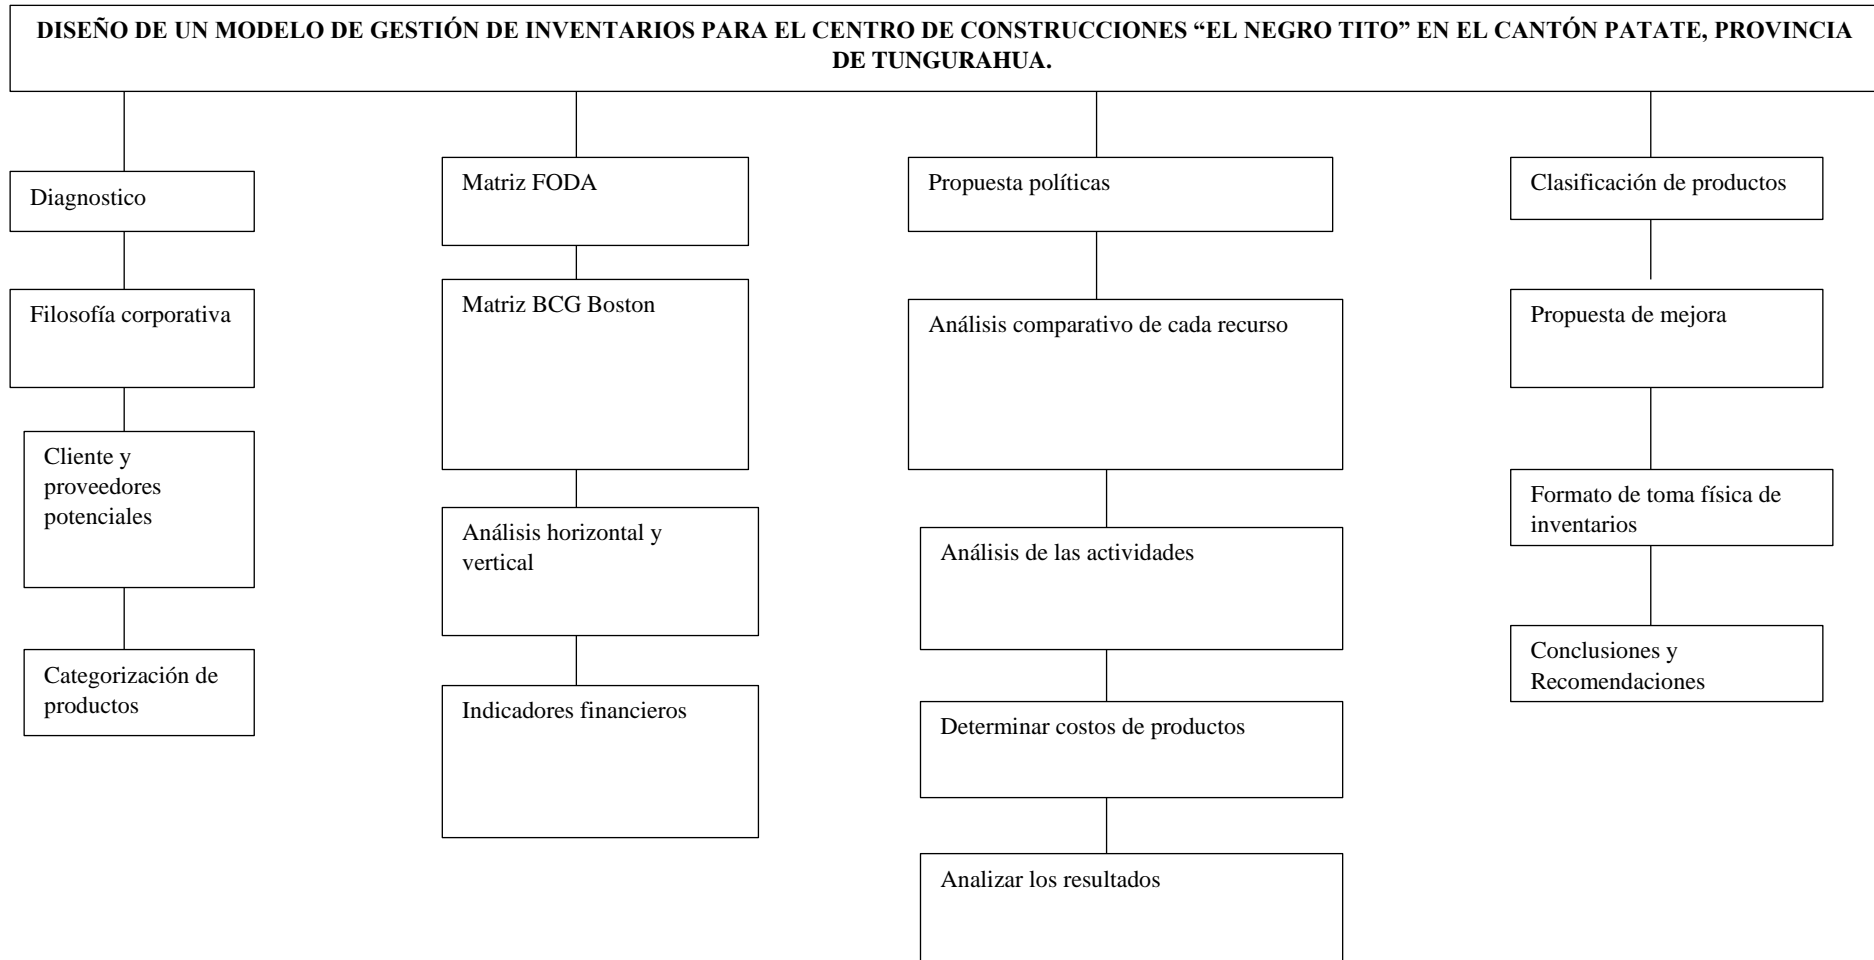 DISEÑO DE UN MODELO DE GESTIÓN DE INVENTARIOS PARA EL CENTRO DE CONSTRUCCIONES “EL NEGRO TITO” EN EL CANTÓN PATATE, PROVINCIA
DE TUNGURAHUA.
Diagnostico
Filosofía corporativa
Cliente y
proveedores
potenciales
Categorización de
productos
Matriz FODA
Matriz BCG Boston
Análisis horizontal y
vertical
Indicadores financieros
Propuesta políticas
Análisis comparativo de cada recurso
Análisis de las actividades
Determinar costos de productos
Analizar los resultados
Clasificación de productos
Propuesta de mejora
Formato de toma física de
inventarios
Conclusiones y
Recomendaciones